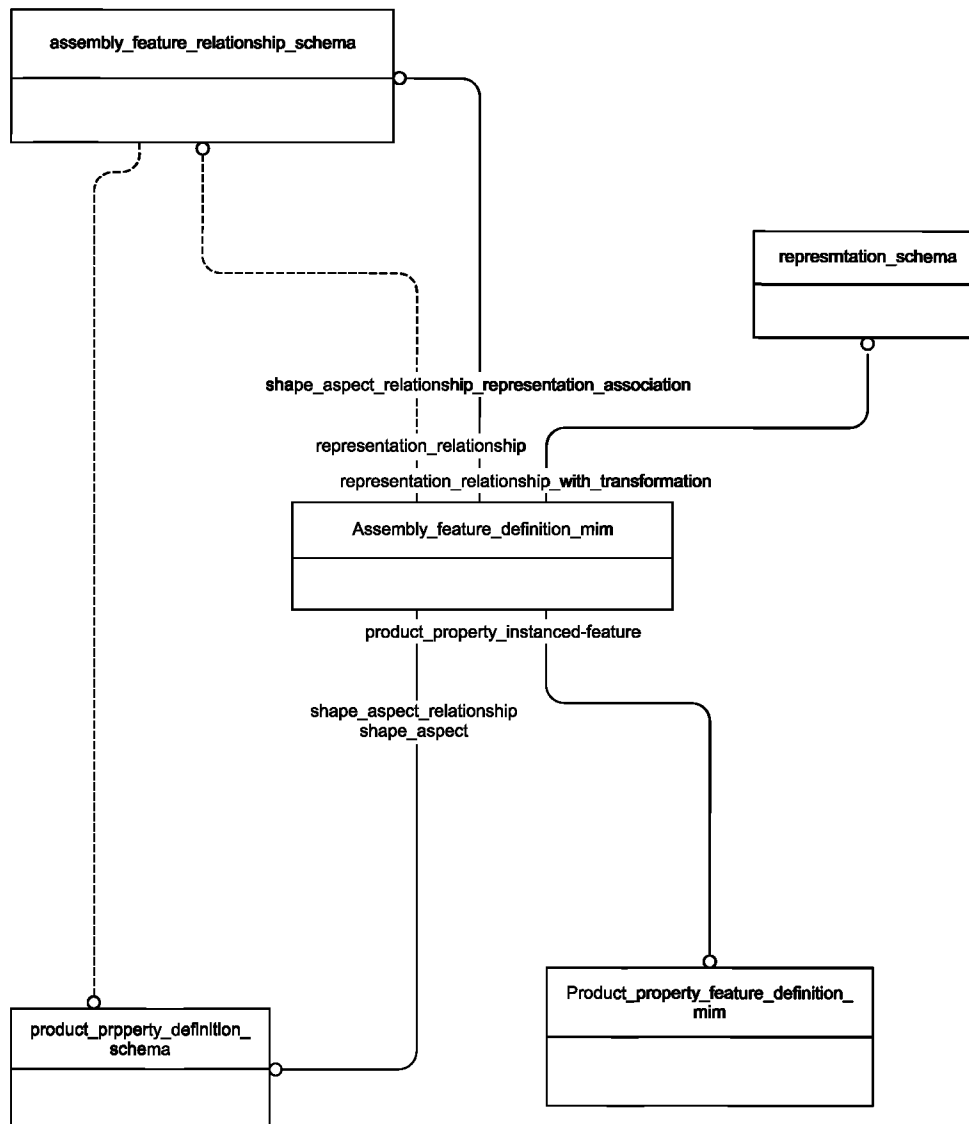 assembly_feature_relationship_schema
represmtation_schema
shape_aspect_relationship_representation_association
representation_relationship
representation_relationship_with_transformation
Assembly_feature_definition_mim
product_property_instanced-feature
shape_aspect_relationship
shape_aspect
Product_property_feature_definition_
mim
product_prpperty_definition_
schema